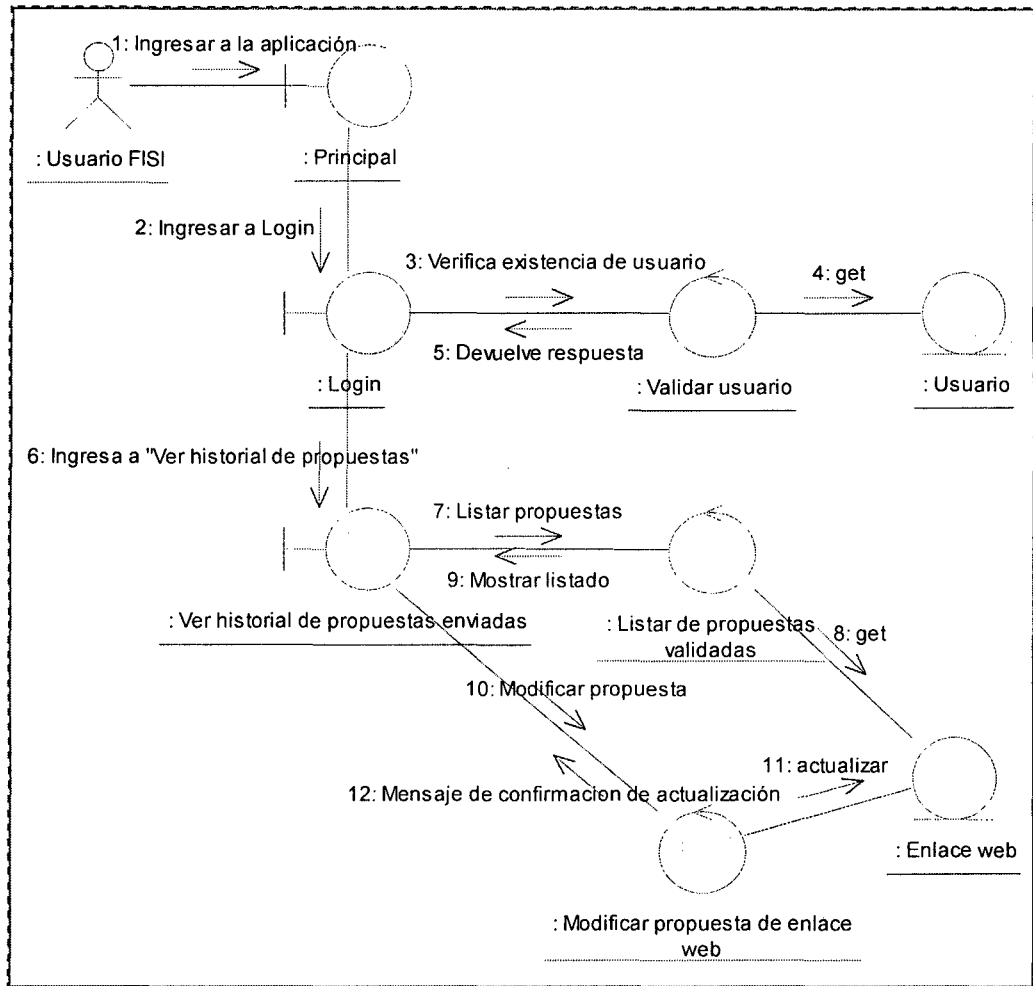 1: Ingresar a la aplicación
: Usuario FISI
: Principal
2: Ingresar a Login
3: Verifica existencia de usuario
4: get
5: Devuelve respuesta
: Login
: Validar usuario
: Usuario
6: Ingresa a "Ver historial de propuestas"
7: Listar propuestas
9: Mostrar listado
: Ver historial de propuestas enviadas
: Listar de propuestas
validadas
8: get
10: Modificar propuesta
11: actualizar
12: Mensaje de confirmacion de actualización
: Enlace web
: Modificar propuesta de enlace
web